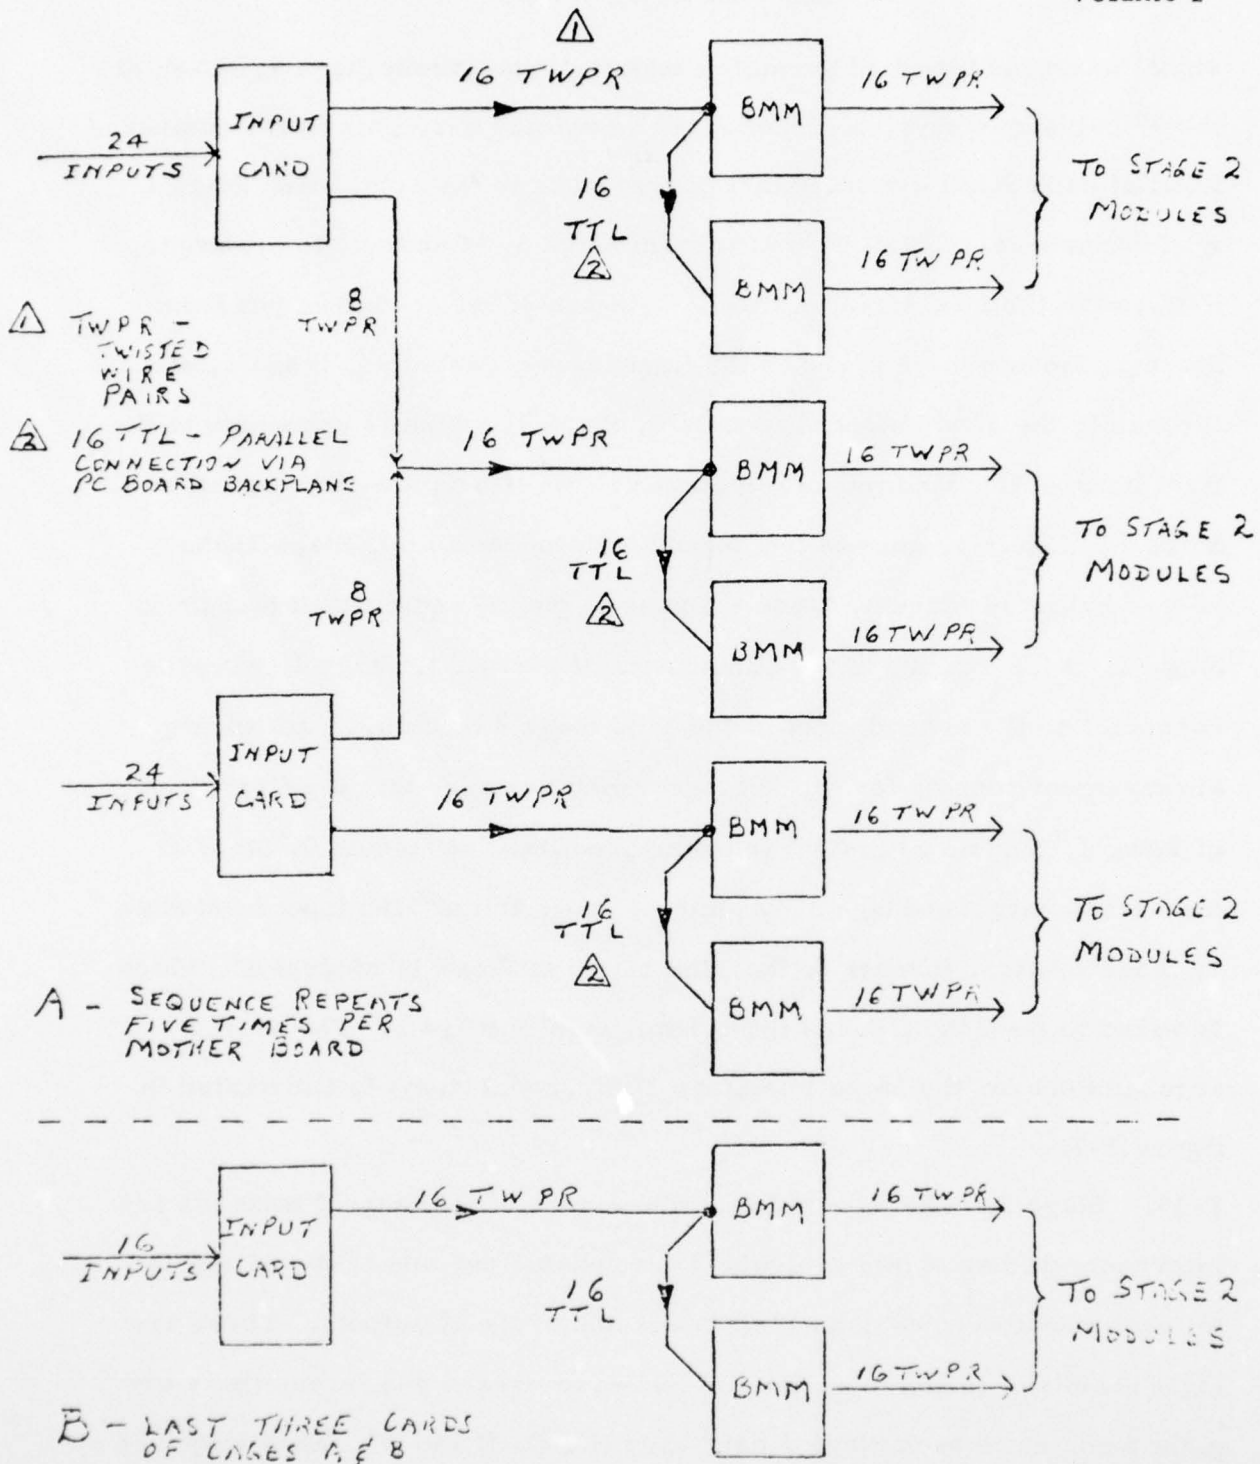 16 TWPR
1
INPUT
CARD
24
INPUTS
BMM
16 TWPR
16
TTL
2
BMM
16 TWPR
TO STAGE 2
MODULES
8
TWPR
1 TWPR -
TWISTED
WIRE
PAIRS
2 16 TTL - PARALLEL
CONNECTION VIA
PC BOARD BACKPLANE
16 TWPR
BMM
16 TWPR
16
TTL
2
BMM
16 TWPR
TO STAGE 2
MODULES
8
TWPR
INPUT
CARD
24
INPUTS
16 TWPR
BMM
16 TWPR
16
TTL
2
BMM
16 TWPR
TO STAGE 2
MODULES
A - SEQUENCE REPEATS
FIVE TIMES PER
MOTHER BOARD
16
INPUTS
INPUT
CARD
16 TWPR
BMM
16 TWPR
16
TTL
BMM
16 TWPR
TO STAGE 2
MODULES
B - LAST THREE CARDS
OF CAGES A & B